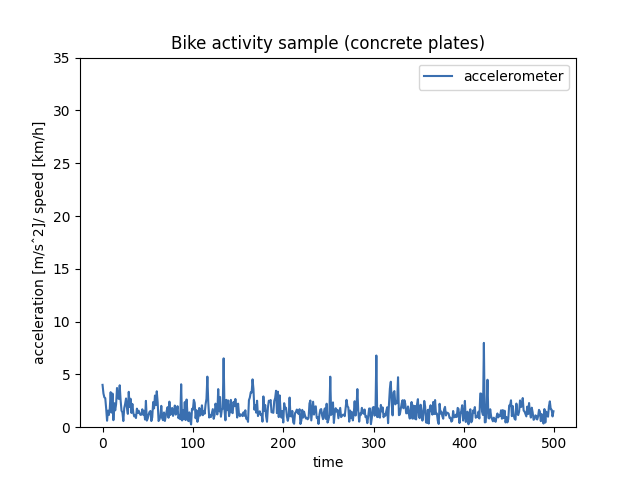 Bike activity sample (concrete plates)
accelerometer
acceleration [m/s^2]/ speed [km/h]
35
30
25
20
15
10
5
0
0 100 200 300 400 500
time